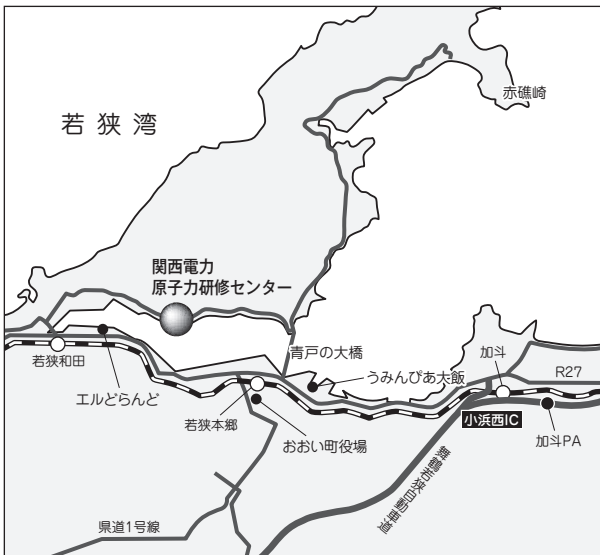 赤礁崎
若狭湾
関西電力
原子力研修センター
青戸の大橋
加斗
若狭和田
うみんぴあ大飯
R27
エルどらんど
若狭本郷
小浜西IC
おおい町役場
加斗PA
舞鶴若狭自動車道
県道1号線